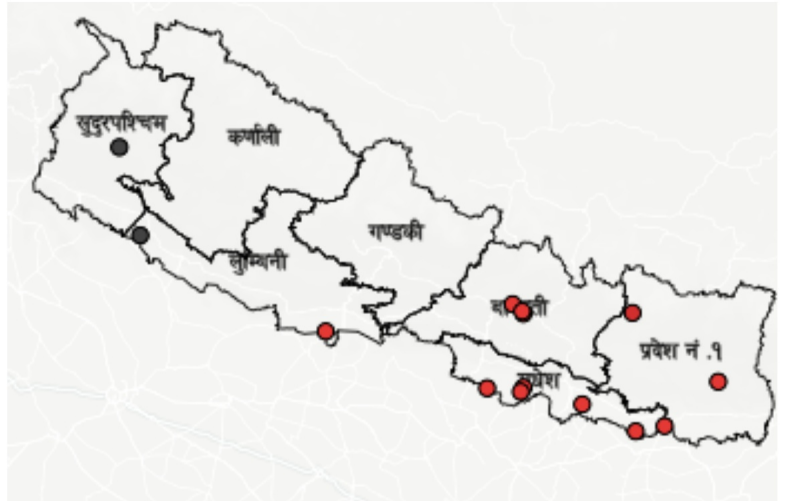 सुदुरपश्चिम
कर्णाली
गण्डकी
लुम्बिनी
प्रदेश नं .१